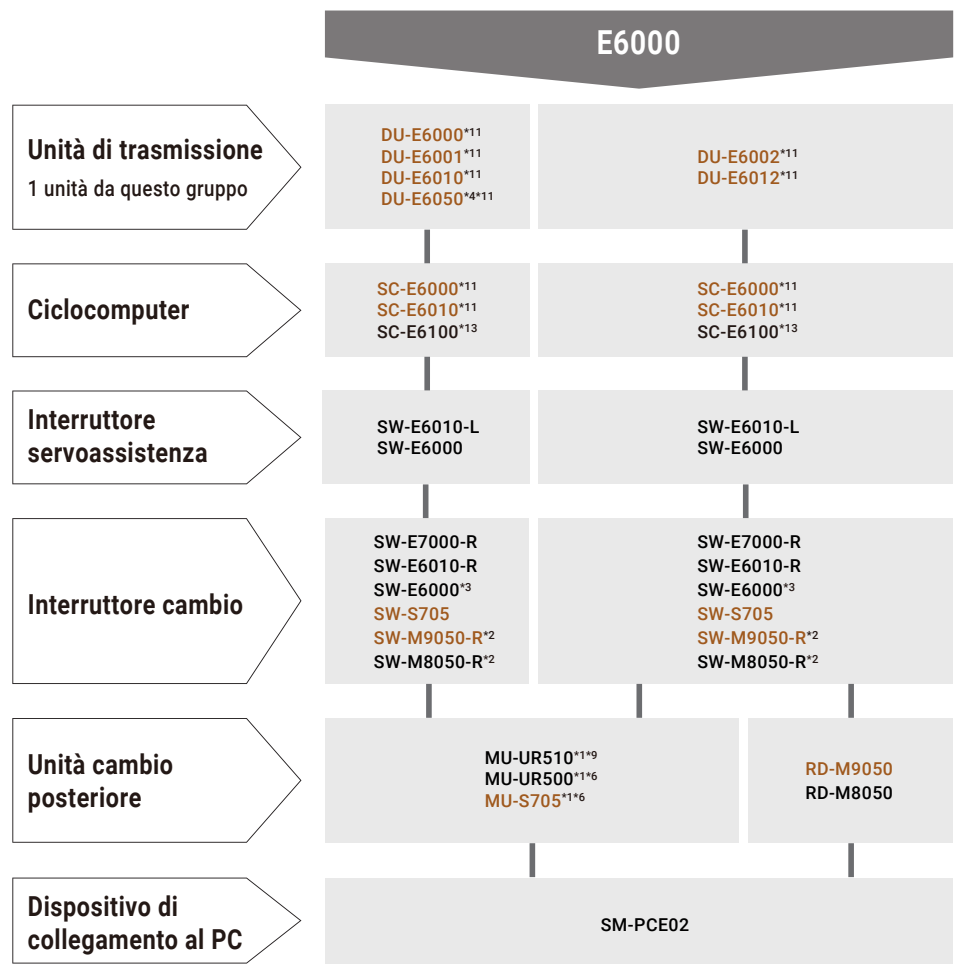 E6000
Unità di trasmissione
1 unità da questo gruppo
DU-E6000*11
DU-E6001*11
DU-E6010*11
DU-E6050*4*11
DU-E6002*11
DU-E6012*11
Ciclocomputer
SC-E6000*11
SC-E6010*11
SC-E6100*13
SC-E6000*11
SC-E6010*11
SC-E6100*13
Interruttore
servoassistenza
SW-E6010-L
SW-E6000
SW-E6010-L
SW-E6000
Interruttore cambio
SW-E7000-R
SW-E6010-R
SW-E6000*3
SW-S705
SW-M9050-R*2
SW-M8050-R*2
SW-E7000-R
SW-E6010-R
SW-E6000*3
SW-S705
SW-M9050-R*2
SW-M8050-R*2
Unità cambio
posteriore
MU-UR510*1*9
MU-UR500*1*6
MU-S705*1*6
RD-M9050
RD-M8050
Dispositivo di
collegamento al PC
SM-PCE02